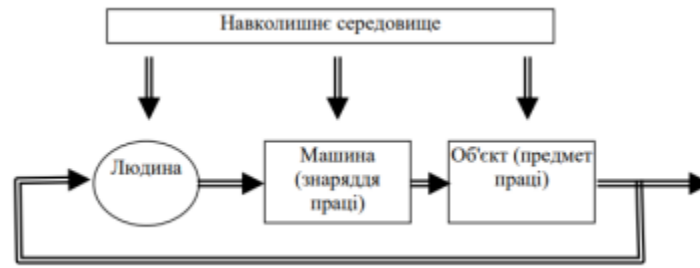 Навколишнє середовище
Людина
Машина
(знаряддя
праці)
Об'єкт (предмет
праці)